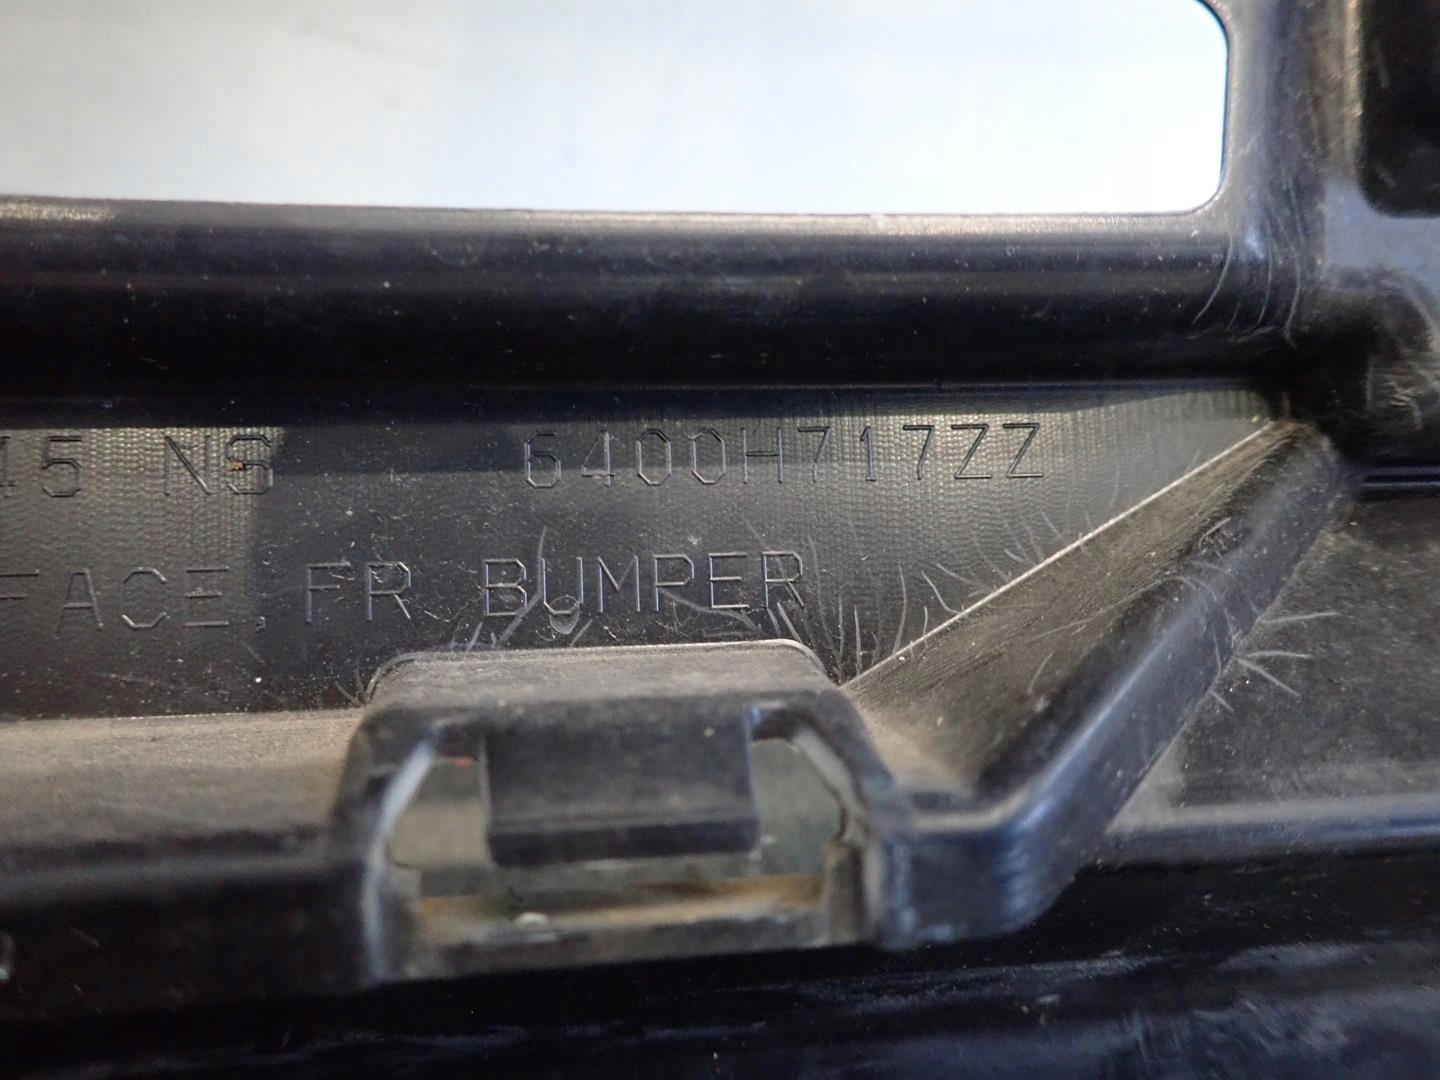 45 NS 6400H717ZZ
FACE, FR BUMPER